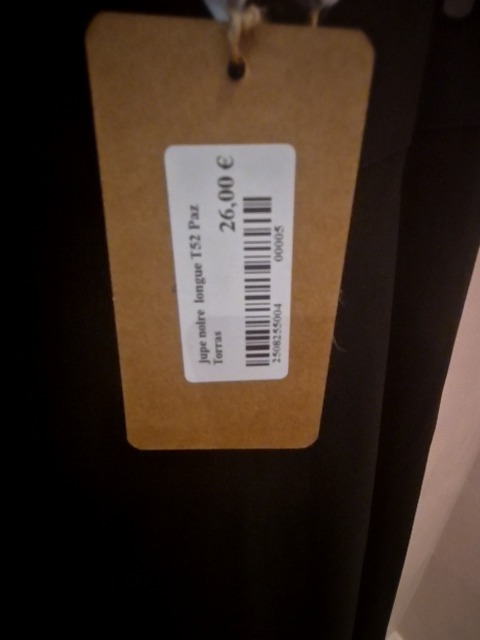 jupe noire longue T52 Paz
Torras
26,00 €
2508255004 00005